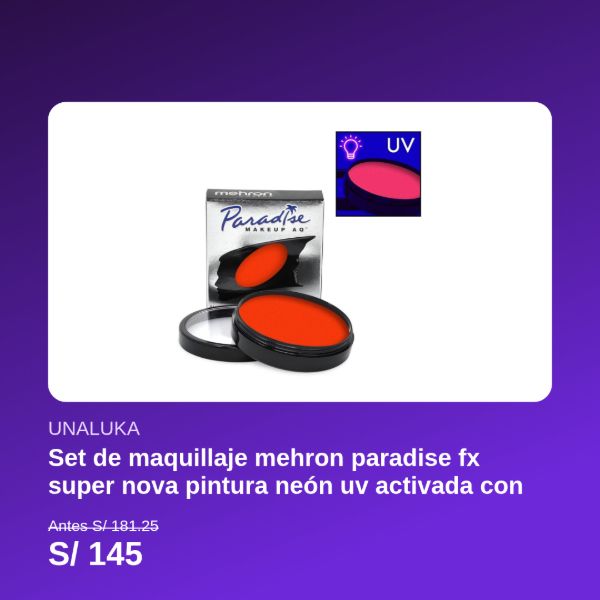 UV
mehron
Paradise
MAKEUP AQ™
UNALUKA
Set de maquillaje mehron paradise fx
super nova pintura neón uv activada con
Antes S/ 181.25
S/ 145